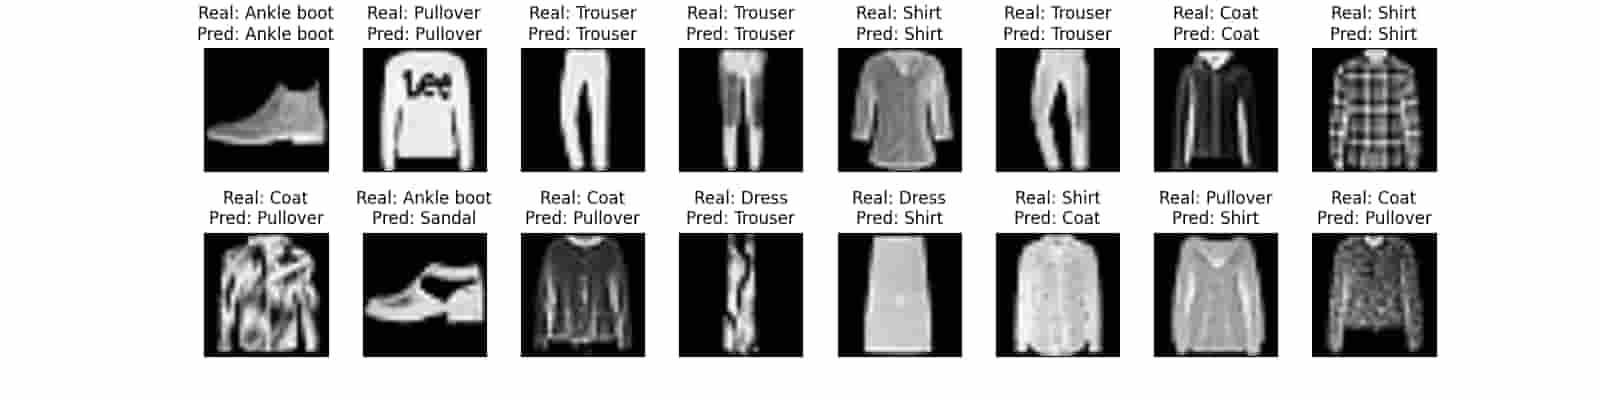 Real: Ankle boot
Pred: Ankle boot
Real: Pullover
Pred: Pullover
Real: Trouser
Pred: Trouser
Real: Trouser
Pred: Trouser
Real: Shirt
Pred: Shirt
Real: Trouser
Pred: Trouser
Real: Coat
Pred: Coat
Real: Shirt
Pred: Shirt
Lee
Real: Coat
Pred: Pullover
Real: Ankle boot
Pred: Sandal
Real: Coat
Pred: Pullover
Real: Dress
Pred: Trouser
Real: Dress
Pred: Shirt
Real: Shirt
Pred: Coat
Real: Pullover
Pred: Shirt
Real: Coat
Pred: Pullover